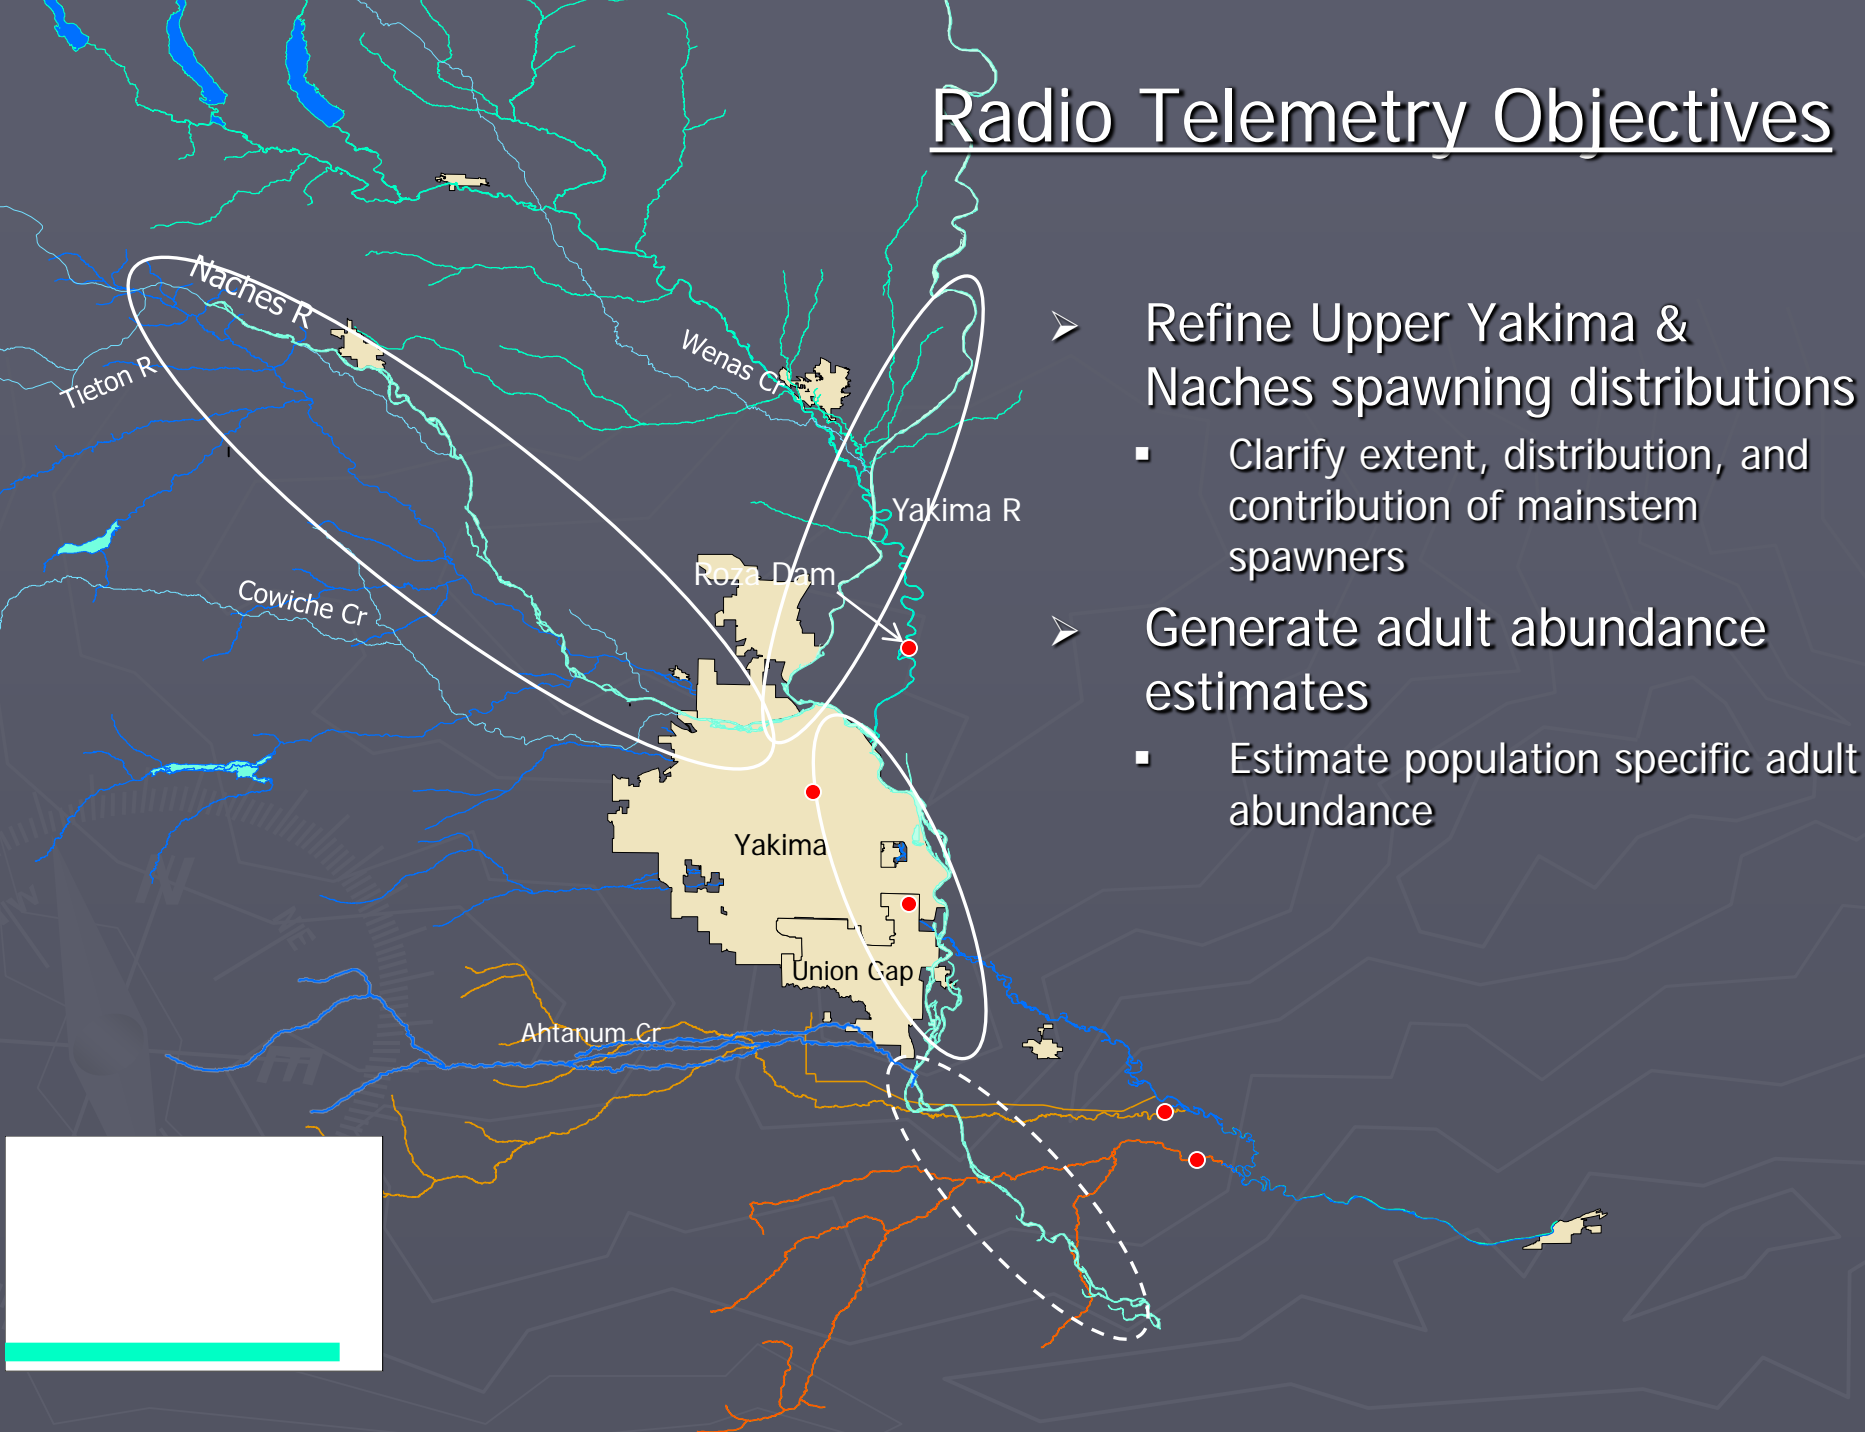 Radio Telemetry Objectives
Naches R
Tieton R
Wenas Cr
Yakima R
Roza Dam
Cowiche Cr
Yakima
Union Gap
Ahtanum Cr
Refine Upper Yakima &
Naches spawning distributions
Clarify extent, distribution, and
contribution of mainstem
spawners
Generate adult abundance
estimates
Estimate population specific adult
abundance
N
NE
E